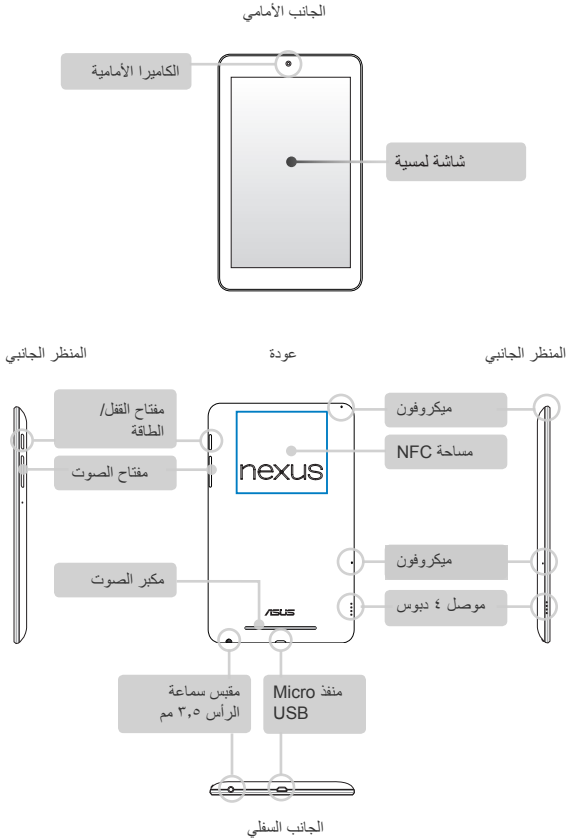 الجانب الأمامي
الكاميرا الأمامية
شاشة لمسية
المنظر الجانبي
عودة
المنظر الجانبي
مفتاح القفل/
الطاقة
مفتاح الصوت
ميكروفون
مساحة NFC
nexus
ميكروفون
مكبر الصوت
موصل ٤ دبوس
ASUS
مقبس سماعة
الرأس ٣,٥ مم
منفذ Micro
USB
الجانب السفلي